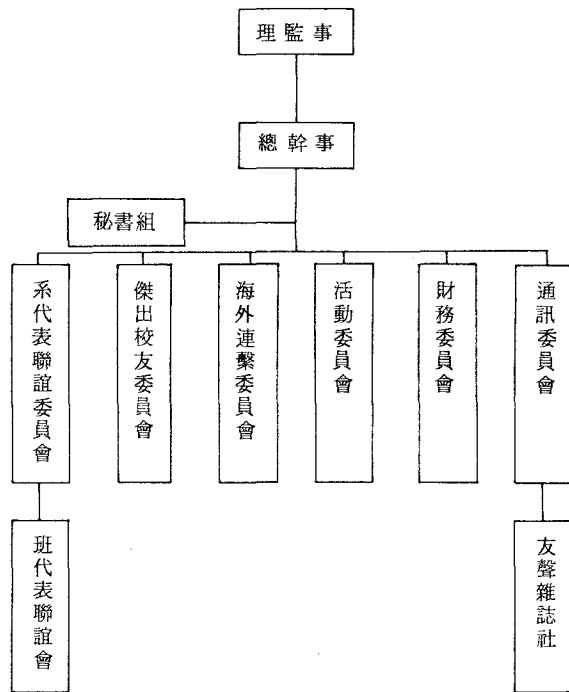 理監事
總幹事
秘書組
系代表聯誼委員會
傑出校友委員會
海外連繫委員會
活動委員會
財務委員會
通訊委員會
班代表聯誼會
友聲雜誌社